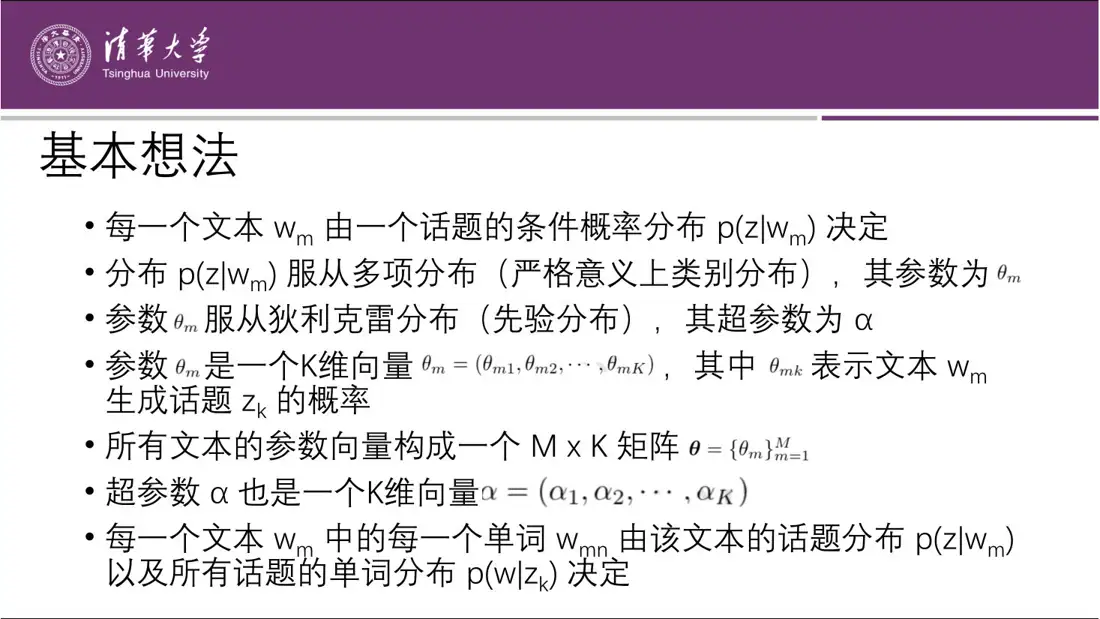 清华大学
Tsinghua University
基本想法
• 每一个文本 wₘ 由一个话题的条件概率分布 p(z|wₘ) 决定
• 分布 p(z|wₘ) 服从多项分布（严格意义上类别分布），其参数为 θₘ
• 参数 θₘ 服从狄利克雷分布（先验分布），其超参数为 α
• 参数 θₘ 是一个K维向量 θₘ = (θₘ₁, θₘ₂, ⋯, θₘK) ，其中 θₘₖ 表示文本 wₘ
生成话题 zₖ 的概率
• 所有文本的参数向量构成一个 M x K 矩阵 θ = {θₘ}ᴹₘ₌₁
• 超参数 α 也是一个K维向量 α = (α₁, α₂, ⋯, αK)
• 每一个文本 wₘ 中的每一个单词 wₘₙ 由该文本的话题分布 p(z|wₘ)
以及所有话题的单词分布 p(w|zₖ) 决定